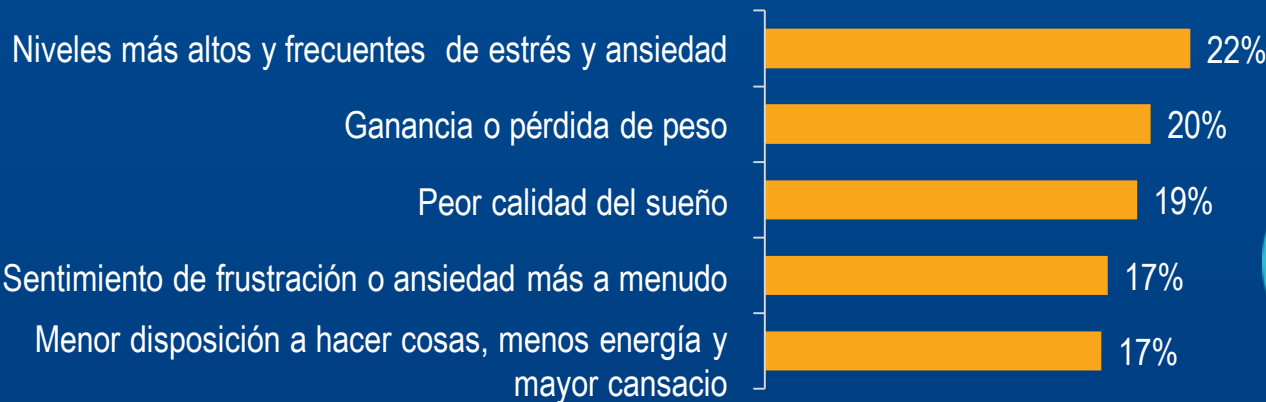 Niveles más altos y frecuentes  de estrés y ansiedad 22%
Ganancia o pérdida de peso 20%
Peor calidad del sueño 19%
Sentimiento de frustración o ansiedad más a menudo 17%
Menor disposición a hacer cosas, menos energía y
mayor cansacio 17%